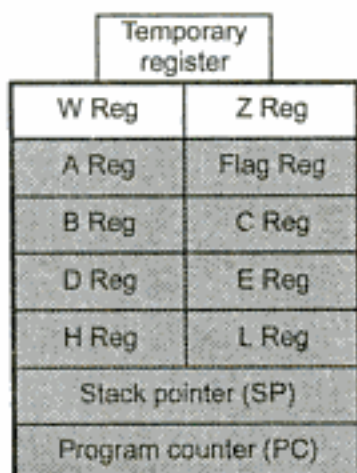 Temporary
register
W Reg Z Reg
A Reg Flag Reg
B Reg C Reg
D Reg E Reg
H Reg L Reg
Stack pointer (SP)
Program counter (PC)